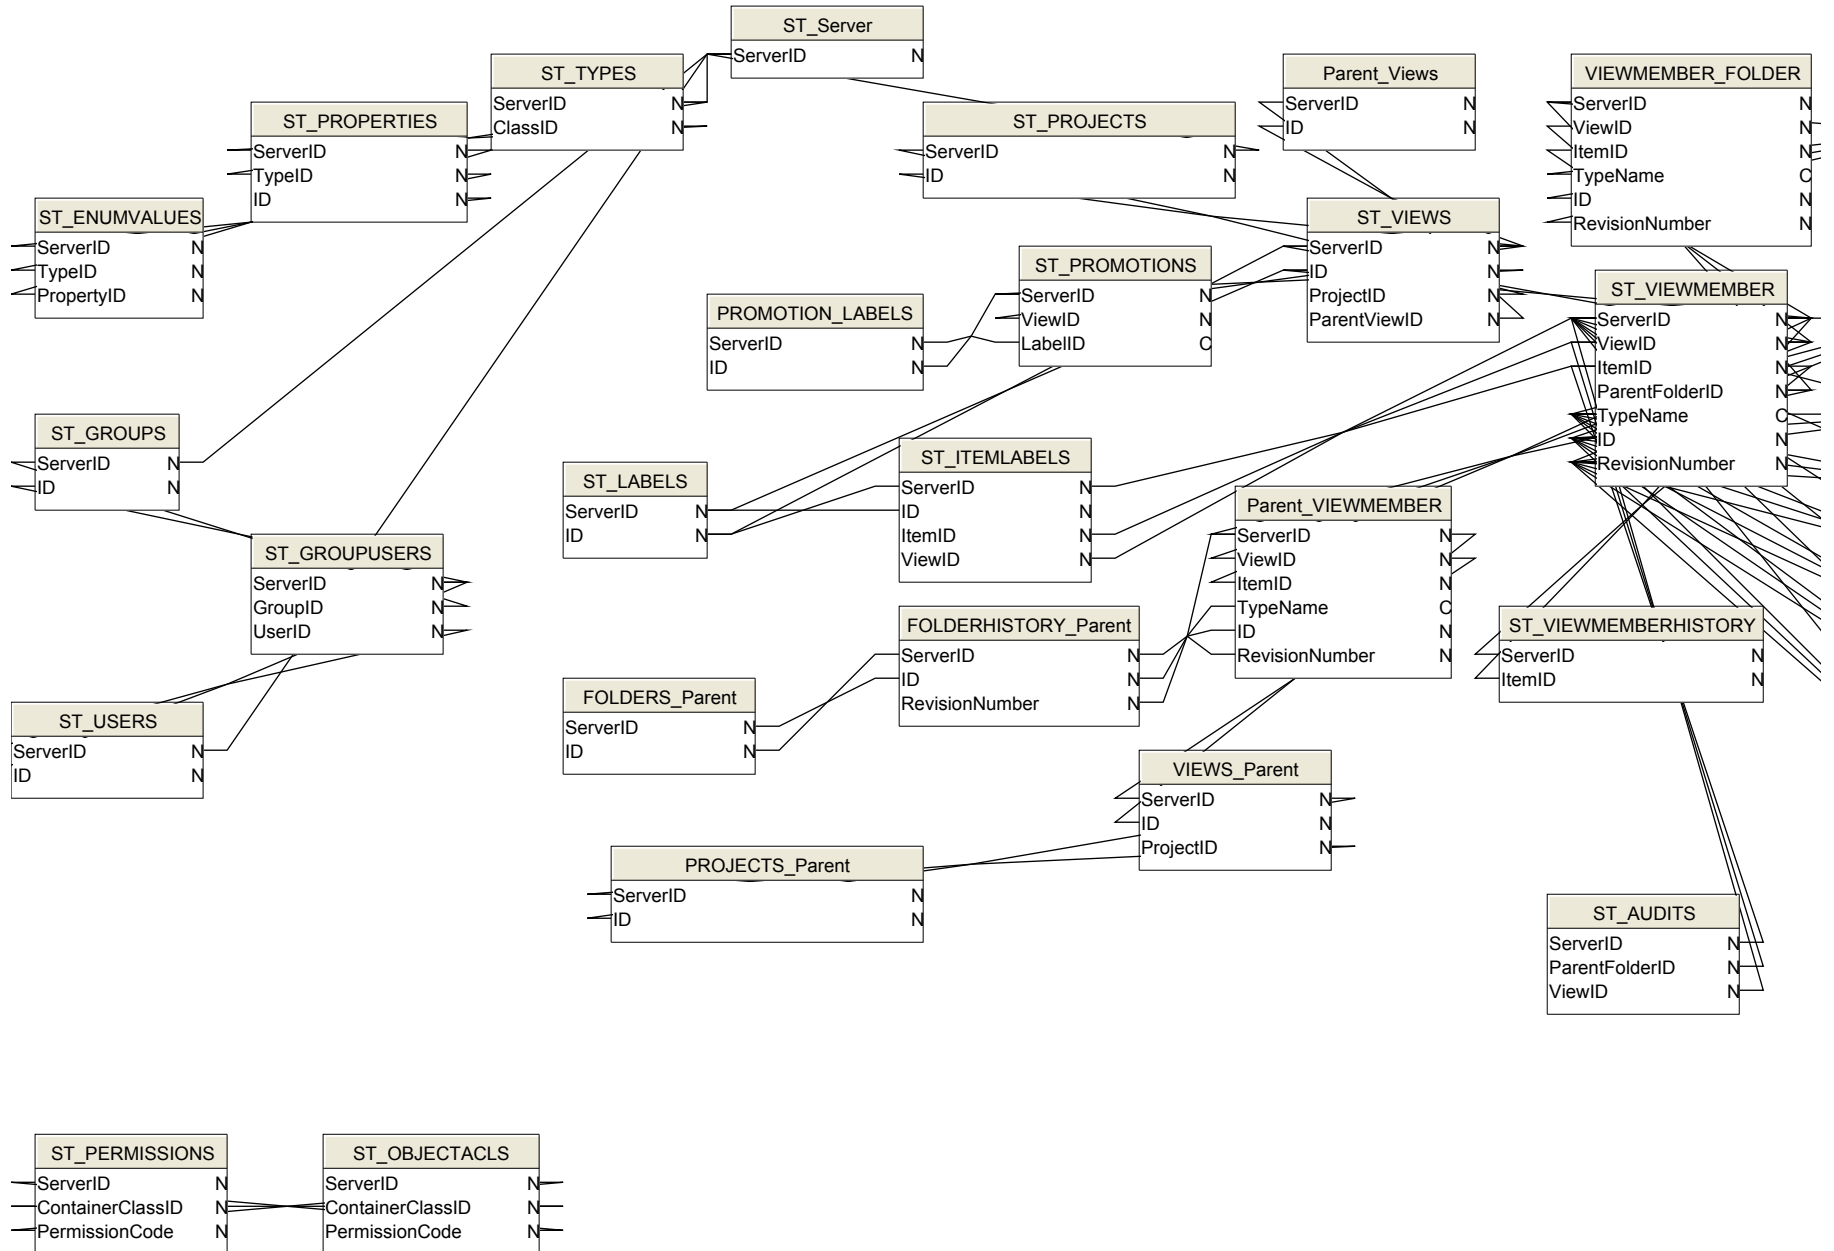 ST_Server
ServerID N
ST_TYPES
ServerID N
ClassID N
Parent_Views
ServerID N
ID N
VIEWMEMBER_FOLDER
ServerID N
ViewID N
ItemID N
TypeName C
ID N
RevisionNumber N
ST_PROPERTIES
ServerID N
TypeID N
ID N
ST_PROJECTS
ServerID N
ID N
ST_ENUMVALUES
ServerID N
TypeID N
PropertyID N
ST_VIEWS
ServerID N
ID N
ProjectID N
ParentViewID N
ST_PROMOTIONS
ServerID N
ViewID N
LabelID C
ST_VIEWMEMBER
ServerID N
ViewID N
ItemID N
ParentFolderID N
TypeName C
ID N
RevisionNumber N
PROMOTION_LABELS
ServerID N
ID N
ST_GROUPS
ServerID N
ID N
ST_LABELS
ServerID N
ID N
ST_ITEMLABELS
ServerID N
ID N
ItemID N
ViewID N
Parent_VIEWMEMBER
ServerID N
ViewID N
ItemID N
TypeName C
ID N
RevisionNumber N
ST_GROUPUSERS
ServerID N
GroupID N
UserID N
FOLDERHISTORY_Parent
ServerID N
ID N
RevisionNumber N
ST_VIEWMEMBERHISTORY
ServerID N
ItemID N
FOLDERS_Parent
ServerID N
ID N
ST_USERS
ServerID N
ID N
VIEWS_Parent
ServerID N
ID N
ProjectID N
PROJECTS_Parent
ServerID N
ID N
ST_AUDITS
ServerID N
ParentFolderID N
ViewID N
ST_PERMISSIONS
ServerID N
ContainerClassID N
PermissionCode N
ST_OBJECTACLS
ServerID N
ContainerClassID N
PermissionCode N